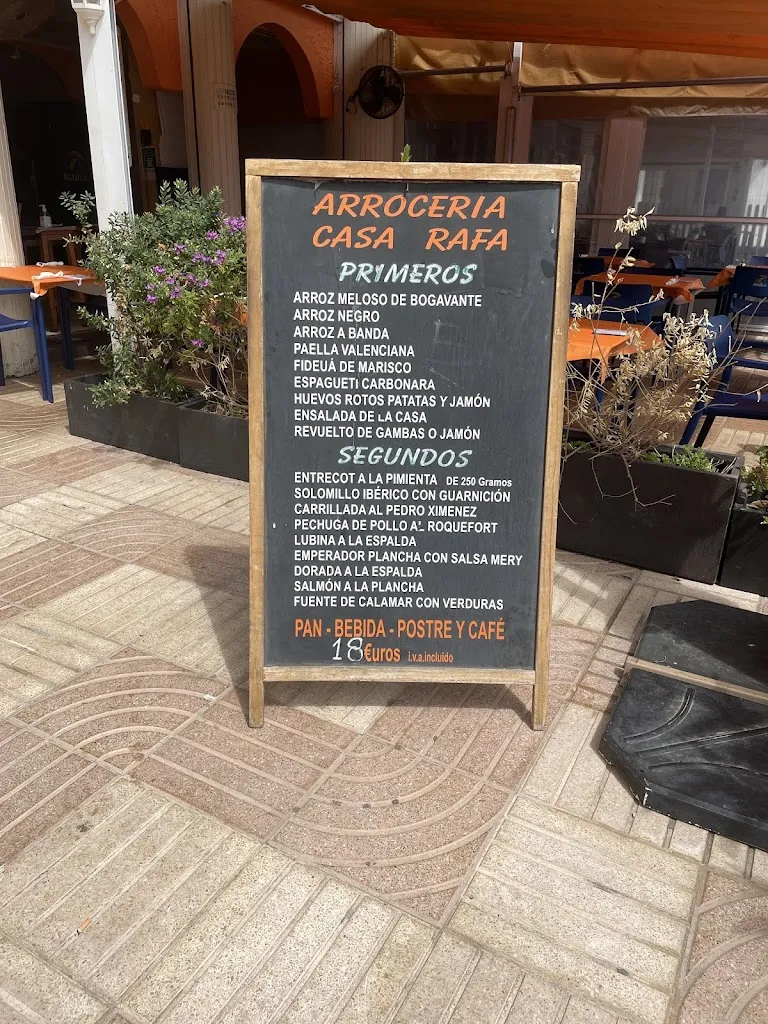 ARROCERIA
CASA RAFA
PRIMEROS
ARROZ MELOSO DE BOGAVANTE
ARROZ NEGRO
ARROZ A BANDA
PAELLA VALENCIANA
FIDEUÁ DE MARISCO
ESPAGUETI CARBONARA
HUEVOS ROTOS PATATAS Y JAMÓN
ENSALADA DE LA CASA
REVUELTO DE GAMBAS O JAMÓN
SEGUNDOS
ENTRECOT A LA PIMIENTA DE 250 Gramos
SOLOMILLO IBÉRICO CON GUARNICIÓN
CARRILLADA AL PEDRO XIMENEZ
PECHUGA DE POLLO AL ROQUEFORT
LUBINA A LA ESPALDA
EMPERADOR PLANCHA CON SALSA MERY
DORADA A LA ESPALDA
SALMÓN A LA PLANCHA
FUENTE DE CALAMAR CON VERDURAS
PAN - BEBIDA - POSTRE Y CAFÉ
18 €uros i.v.a.incluido